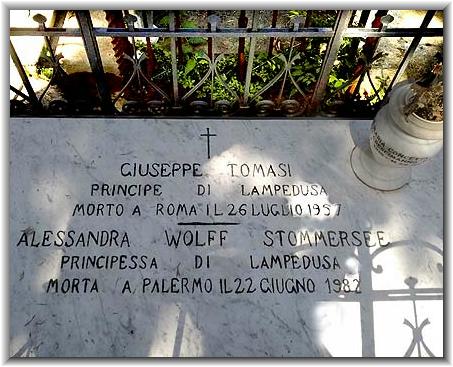 GIUSEPPE TOMASI
PRINCIPE DI LAMPEDUSA
MORTO A ROMA IL 26 LUGLIO 1957
ALESSANDRA WOLFF STOMMERSEE
PRINCIPESSA DI LAMPEDUSA
MORTA A PALERMO IL 22 GIUGNO 1982